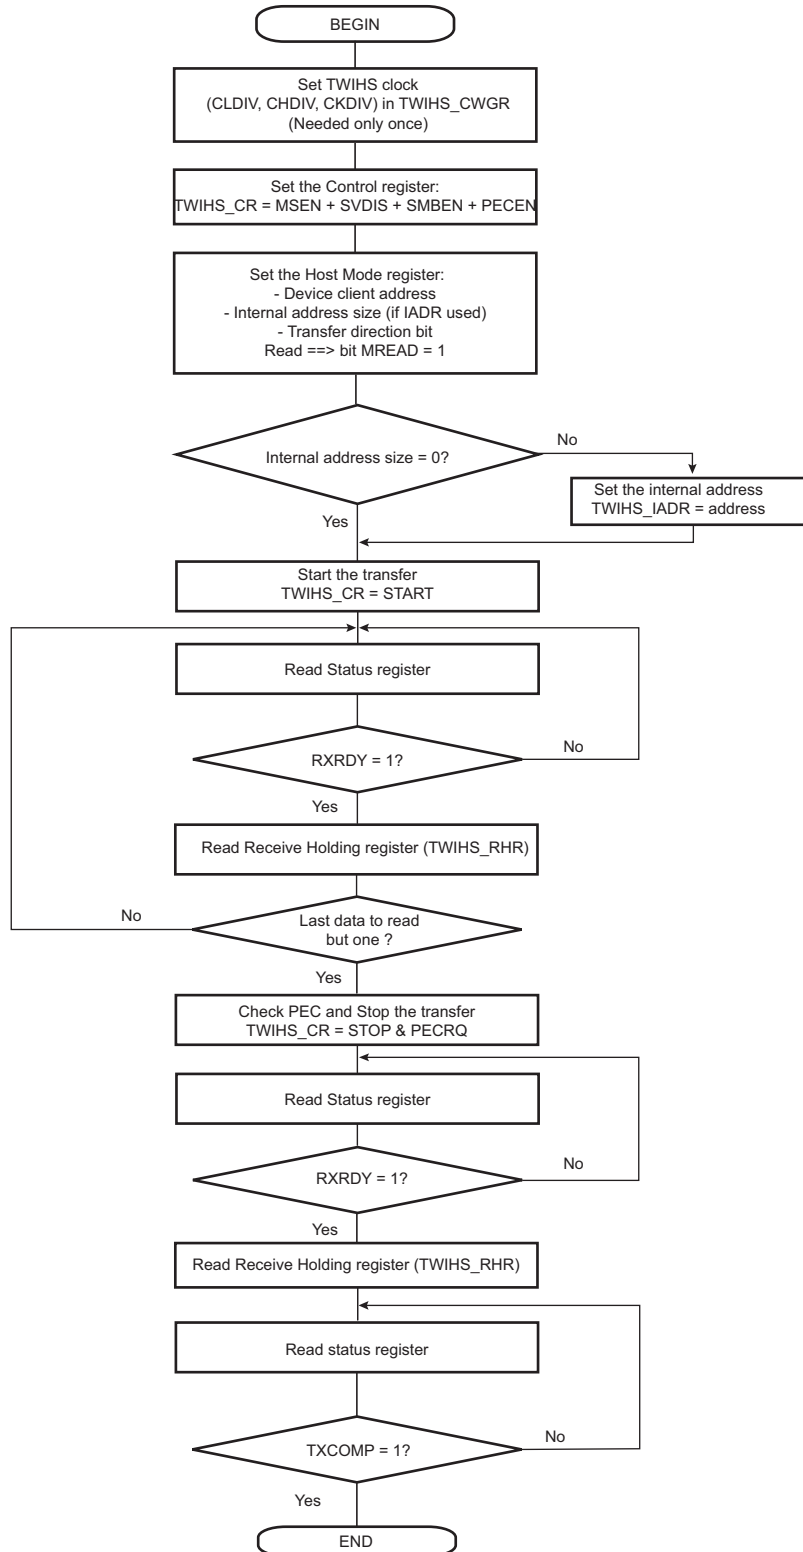 BEGIN
Set TWIHS clock
(CLDIV, CHDIV, CKDIV) in TWIHS_CWGR
(Needed only once)
Set the Control register:
TWIHS_CR = MSEN + SVDIS + SMBEN + PECEN
Set the Host Mode register:
- Device client address
- Internal address size (if IADR used)
- Transfer direction bit
Read ==> bit MREAD = 1
Internal address size = 0?
No
Set the internal address
TWIHS_IADR = address
Yes
Start the transfer
TWIHS_CR = START
Read Status register
RXRDY = 1?
No
Yes
Read Receive Holding register (TWIHS_RHR)
No
Last data to read
but one ?
Yes
Check PEC and Stop the transfer
TWIHS_CR = STOP & PECRQ
Read Status register
RXRDY = 1?
No
Yes
Read Receive Holding register (TWIHS_RHR)
Read status register
TXCOMP = 1?
No
Yes
END